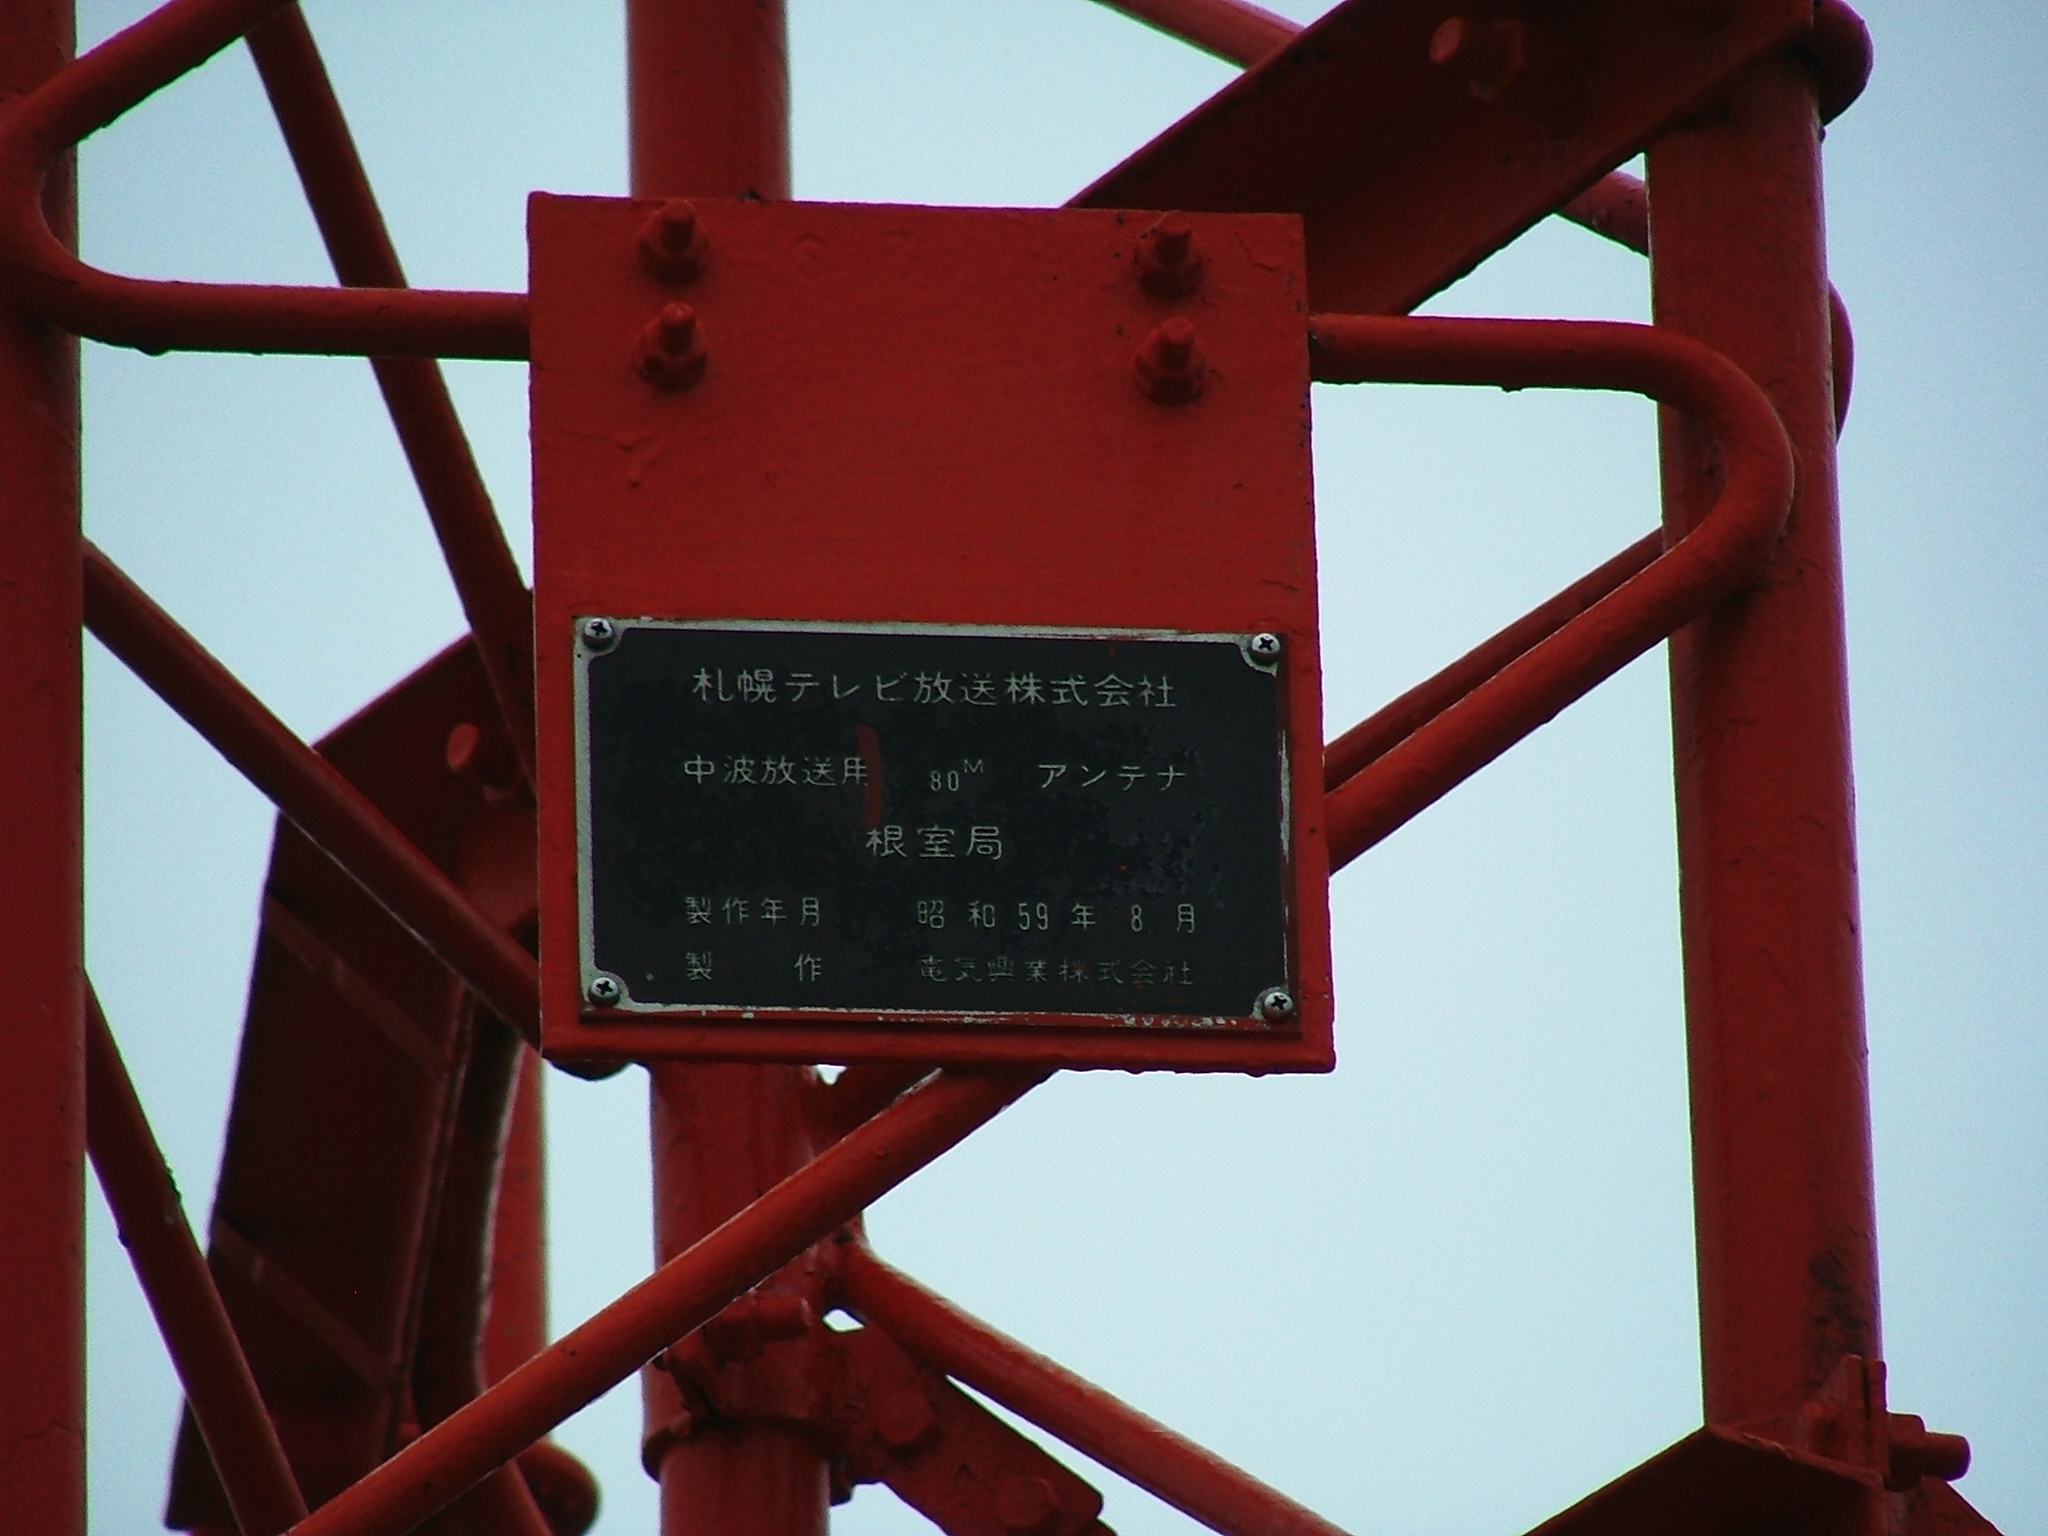 札幌テレビ放送株式会社
中波放送用 80M アンテナ
根室局
製作年月 昭和59年8月
製作 電気興業株式会社